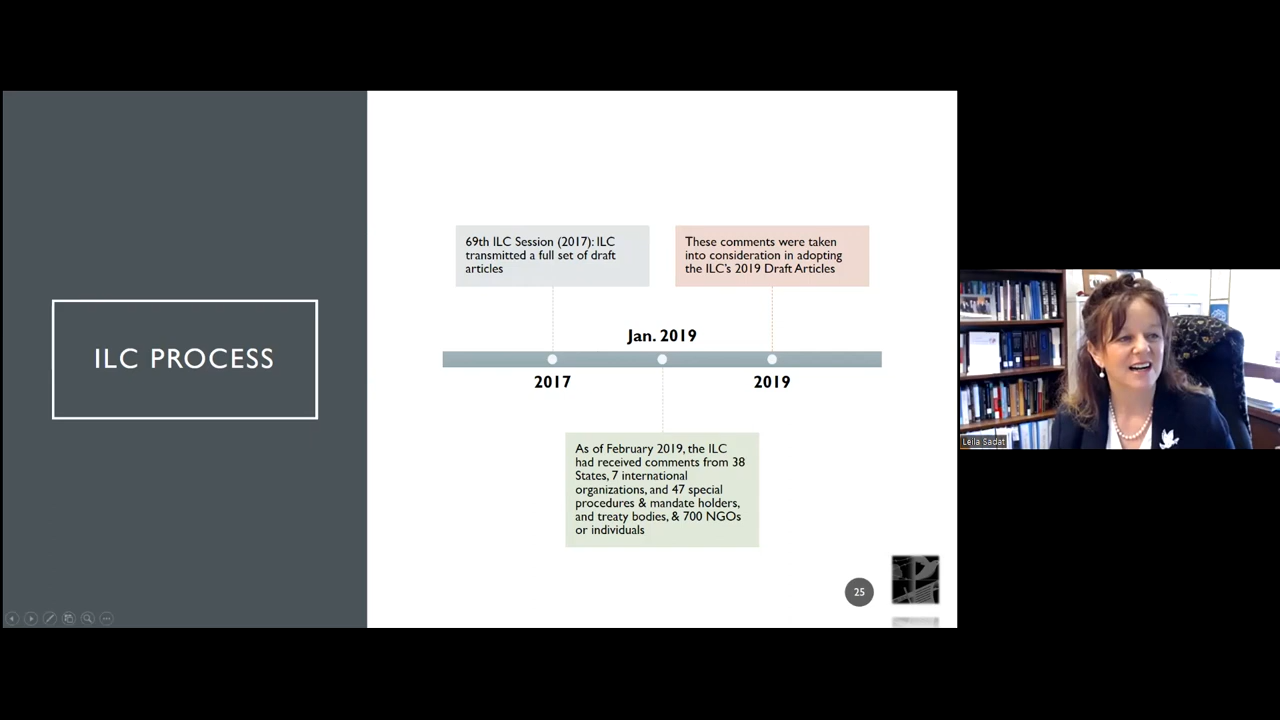 ILC PROCESS
69th ILC Session (2017): ILC
transmitted a full set of draft
articles
These comments were taken
into consideration in adopting
the ILC's 2019 Draft Articles
Jan. 2019
2017
2019
As of February 2019, the ILC
had received comments from 38
States, 7 international
organizations, and 47 special
procedures & mandate holders,
and treaty bodies, & 700 NGOs
or individuals
25
Leila Sadat